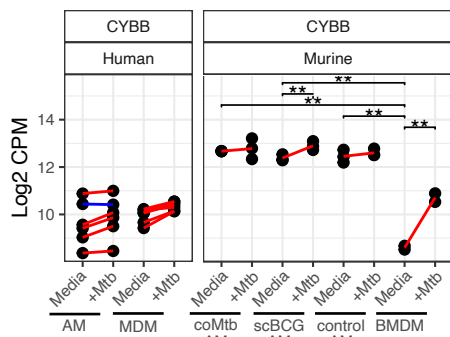 CYBB CYBB
Human Murine
**
** **
** **
Log2 CPM
14
12
10
Media +Mtb Media +Mtb Media +Mtb Media +Mtb Media +Mtb Media +Mtb
AM MDM coMtb scBCG control BMDM